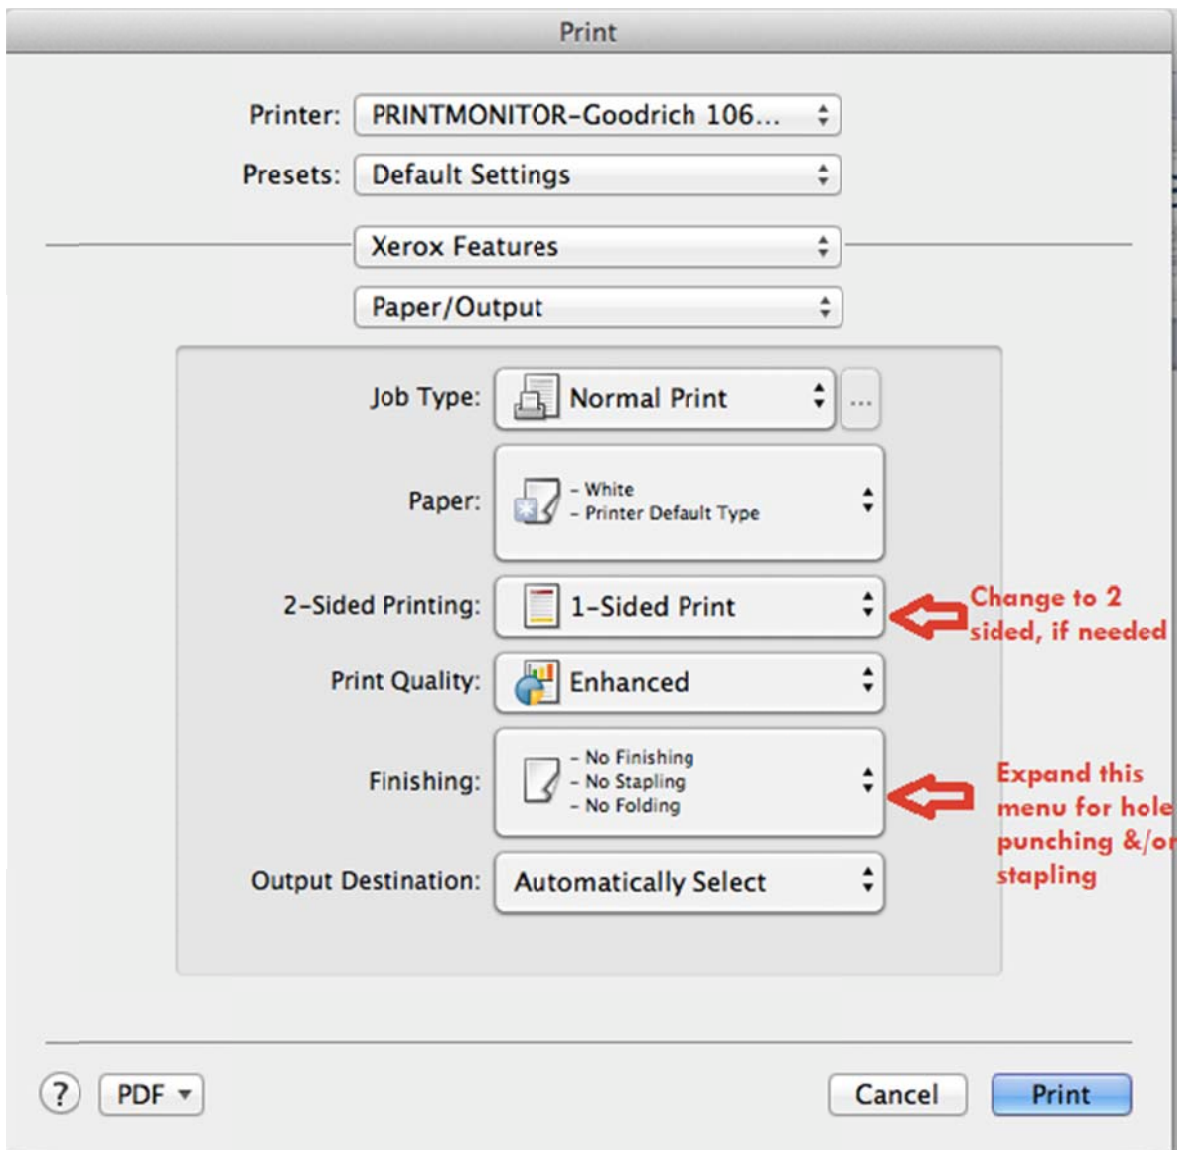 Print
Printer: PRINTMONITOR-Goodrich 106...
Presets: Default Settings
Xerox Features
Paper/Output
Job Type: Normal Print ...
Paper: - White
- Printer Default Type
2-Sided Printing: 1-Sided Print
Change to 2
sided, if needed
Print Quality: Enhanced
Finishing: - No Finishing
- No Stapling
- No Folding
Expand this
menu for hole
punching &/or
stapling
Output Destination: Automatically Select
? PDF Cancel Print